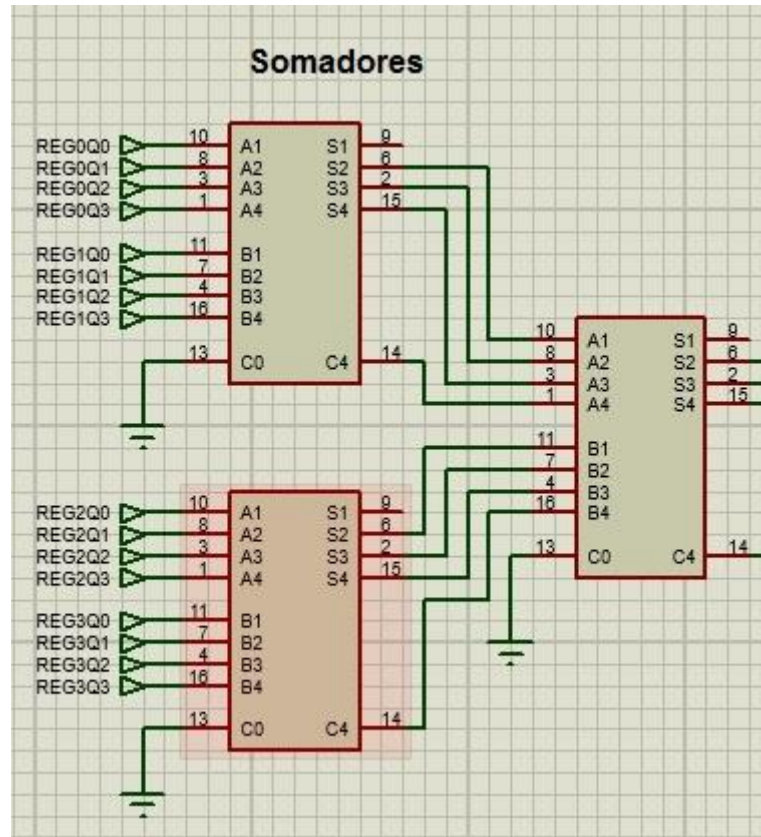 Somadores
REG0Q0 10 A1 S1 9
REG0Q1 8 A2 S2 6
REG0Q2 3 A3 S3 2
REG0Q3 1 A4 S4 15
REG1Q0 11 B1
REG1Q1 7 B2
REG1Q2 4 B3
REG1Q3 16 B4
13 C0 C4 14
10 A1 S1 9
8 A2 S2 6
3 A3 S3 2
1 A4 S4 15
11 B1
7 B2
4 B3
16 B4
13 C0 C4 14
REG2Q0 10 A1 S1 9
REG2Q1 8 A2 S2 6
REG2Q2 3 A3 S3 2
REG2Q3 1 A4 S4 15
REG3Q0 11 B1
REG3Q1 7 B2
REG3Q2 4 B3
REG3Q3 16 B4
13 C0 C4 14